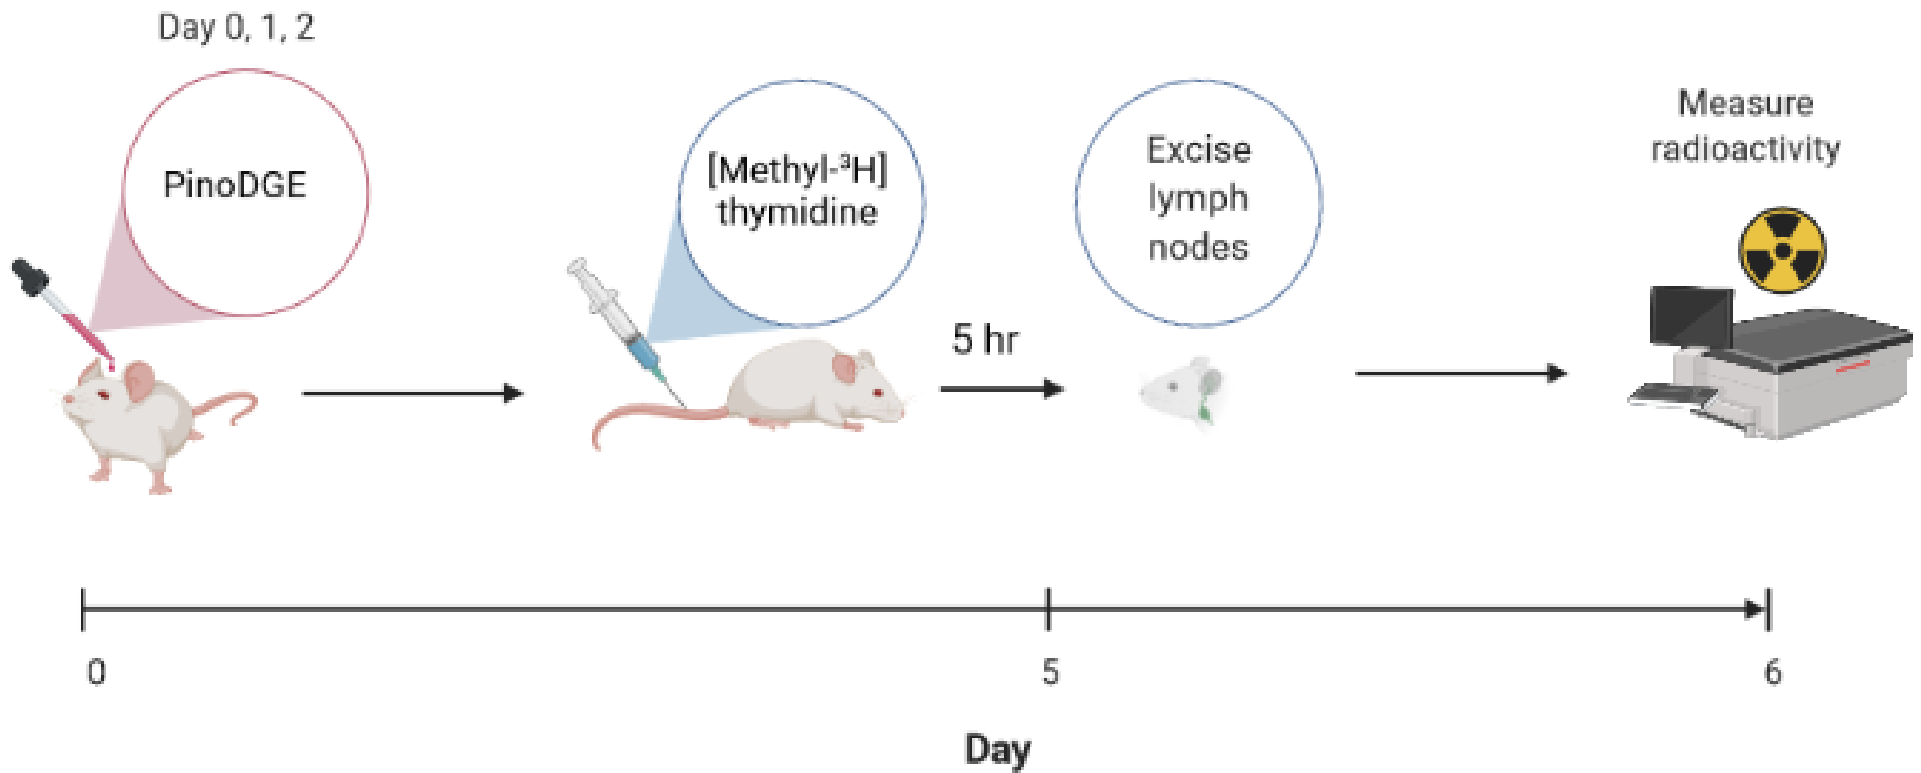 Day 0, 1, 2
PinoDGE
[Methyl-³H]
thymidine
5 hr
Excise
lymph
nodes
Measure
radioactivity
0
5
6
Day